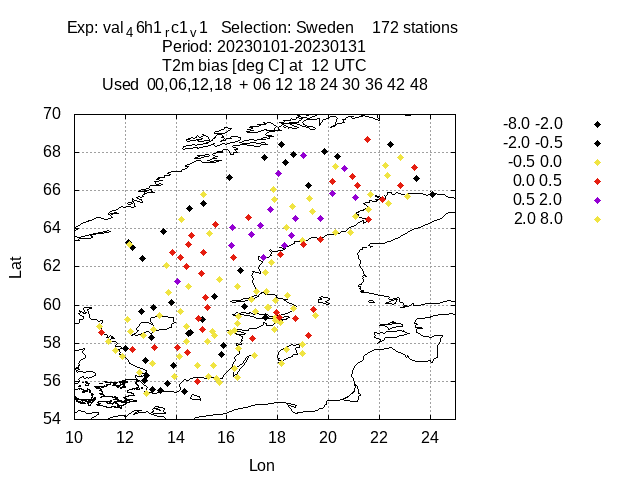 Exp: val46h1rc1v1 Selection: Sweden 172 stations
Period: 20230101-20230131
T2m bias [deg C] at 12 UTC
Used 00,06,12,18 + 06 12 18 24 30 36 42 48
70
68
66
64
62
60
58
56
54
10 12 14 16 18 20 22 24
Lat
Lon
-8.0 -2.0
-2.0 -0.5
-0.5 0.0
0.0 0.5
0.5 2.0
2.0 8.0